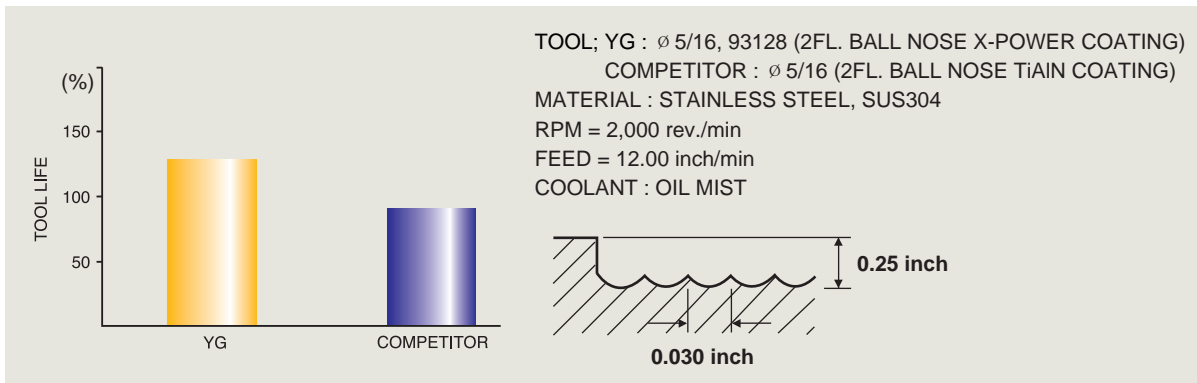 (%)
150
100
50
TOOL LIFE
YG
COMPETITOR
TOOL; YG : Ø 5/16, 93128 (2FL. BALL NOSE X-POWER COATING)
COMPETITOR : Ø 5/16 (2FL. BALL NOSE TiAlN COATING)
MATERIAL : STAINLESS STEEL, SUS304
RPM = 2,000 rev./min
FEED = 12.00 inch/min
COOLANT : OIL MIST
0.25 inch
0.030 inch